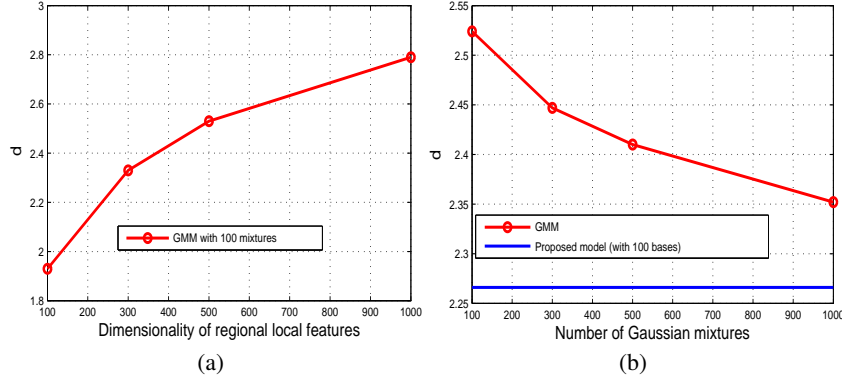 3
2.8
2.6
2.4
2.2
2
1.8
d
100 200 300 400 500 600 700 800 900 1000
GMM with 100 mixtures
Dimensionality of regional local features
(a)
2.55
2.5
2.45
2.4
2.35
2.3
2.25
d
100 200 300 400 500 600 700 800 900 1000
GMM
Proposed model (with 100 bases)
Number of Gaussian mixtures
(b)